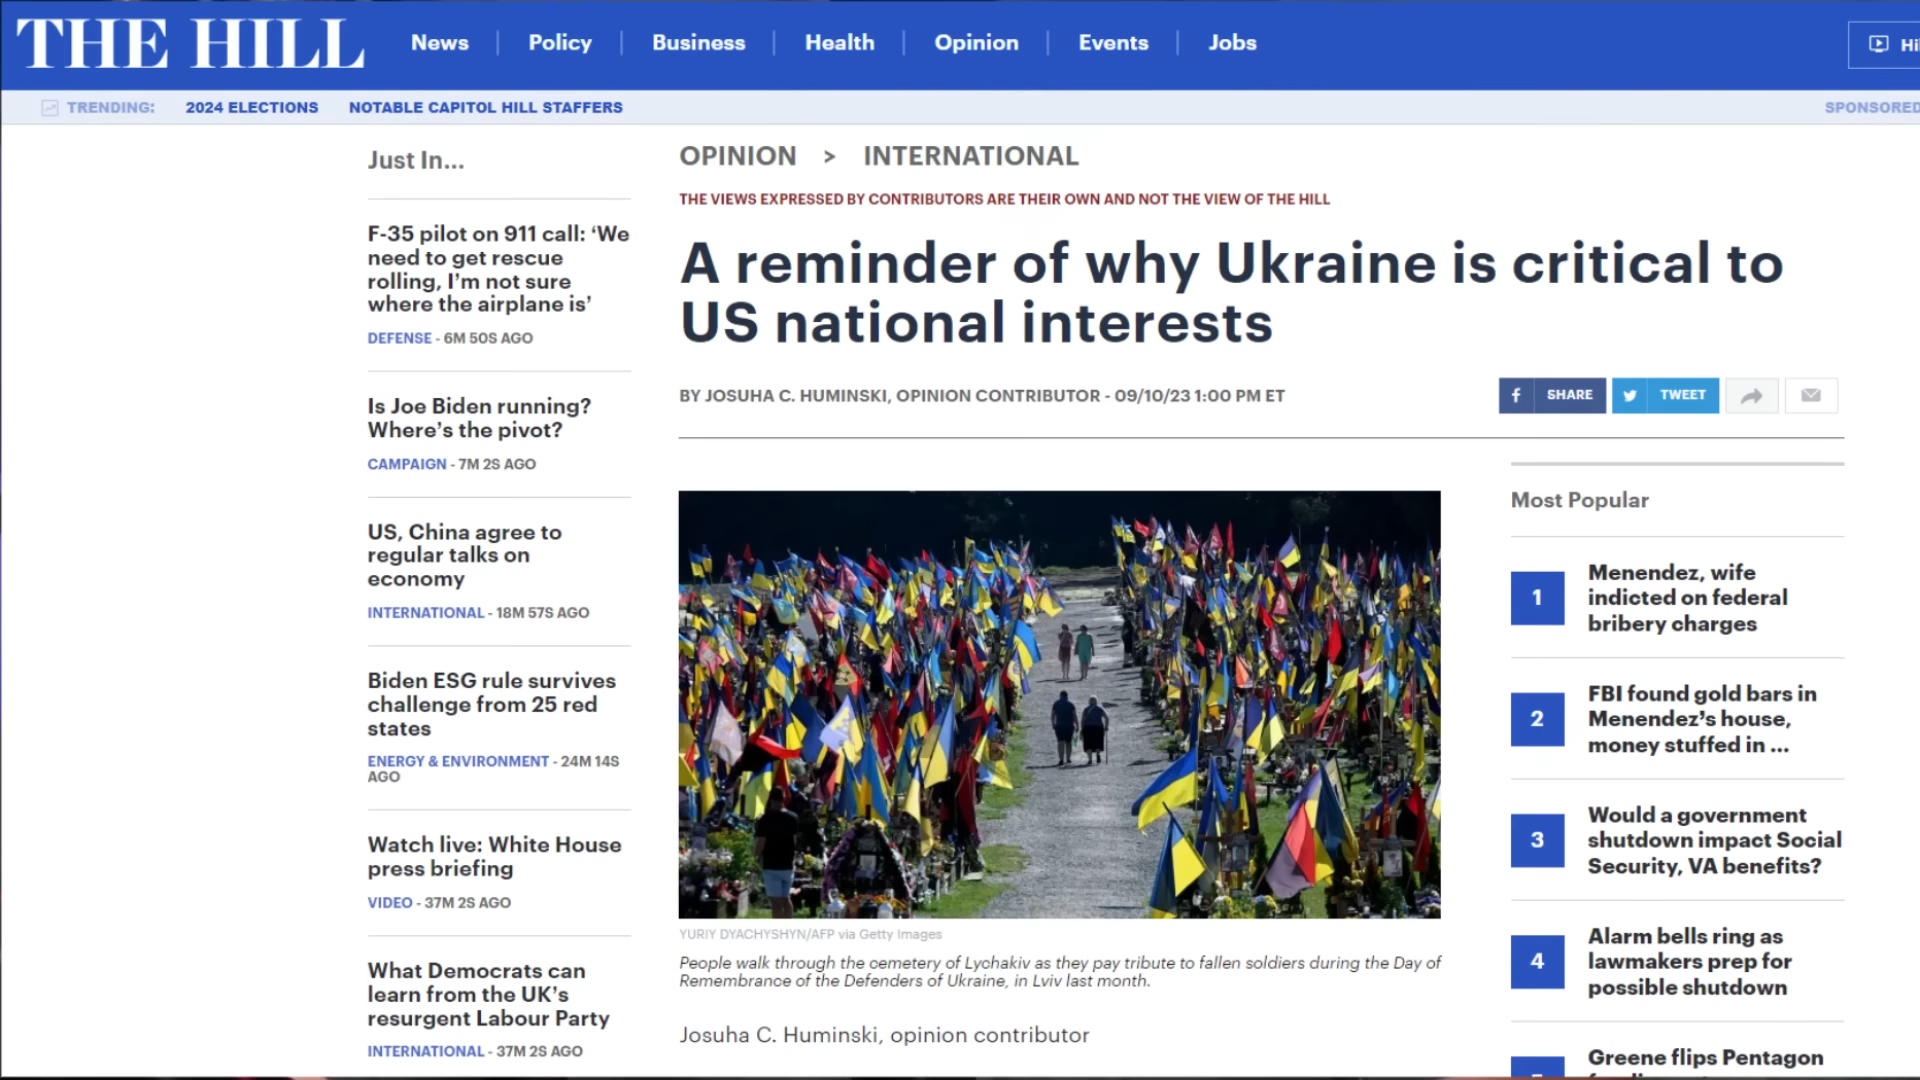 THE HILL
News
Policy
Business
Health
Opinion
Events
Jobs
TRENDING:
2024 ELECTIONS
NOTABLE CAPITOL HILL STAFFERS
SPONSORED
Just In...
F-35 pilot on 911 call: ‘We
need to get rescue
rolling, I’m not sure
where the airplane is’
DEFENSE - 6M 50S AGO
Is Joe Biden running?
Where’s the pivot?
CAMPAIGN - 7M 2S AGO
US, China agree to
regular talks on
economy
INTERNATIONAL - 18M 57S AGO
Biden ESG rule survives
challenge from 25 red
states
ENERGY & ENVIRONMENT - 24M 14S
AGO
Watch live: White House
press briefing
VIDEO - 37M 2S AGO
What Democrats can
learn from the UK’s
resurgent Labour Party
INTERNATIONAL - 37M 2S AGO
OPINION > INTERNATIONAL
THE VIEWS EXPRESSED BY CONTRIBUTORS ARE THEIR OWN AND NOT THE VIEW OF THE HILL
A reminder of why Ukraine is critical to
US national interests
BY JOSUHA C. HUMINSKI, OPINION CONTRIBUTOR - 09/10/23 1:00 PM ET
SHARE
TWEET
YURIY DYACHYSHYN/AFP via Getty Images
People walk through the cemetery of Lychakiv as they pay tribute to fallen soldiers during the Day of
Remembrance of the Defenders of Ukraine, in Lviv last month.
Josuha C. Huminski, opinion contributor
Most Popular
1
Menendez, wife
indicted on federal
bribery charges
2
FBI found gold bars in
Menendez’s house,
money stuffed in ...
3
Would a government
shutdown impact Social
Security, VA benefits?
4
Alarm bells ring as
lawmakers prep for
possible shutdown
Greene flips Pentagon